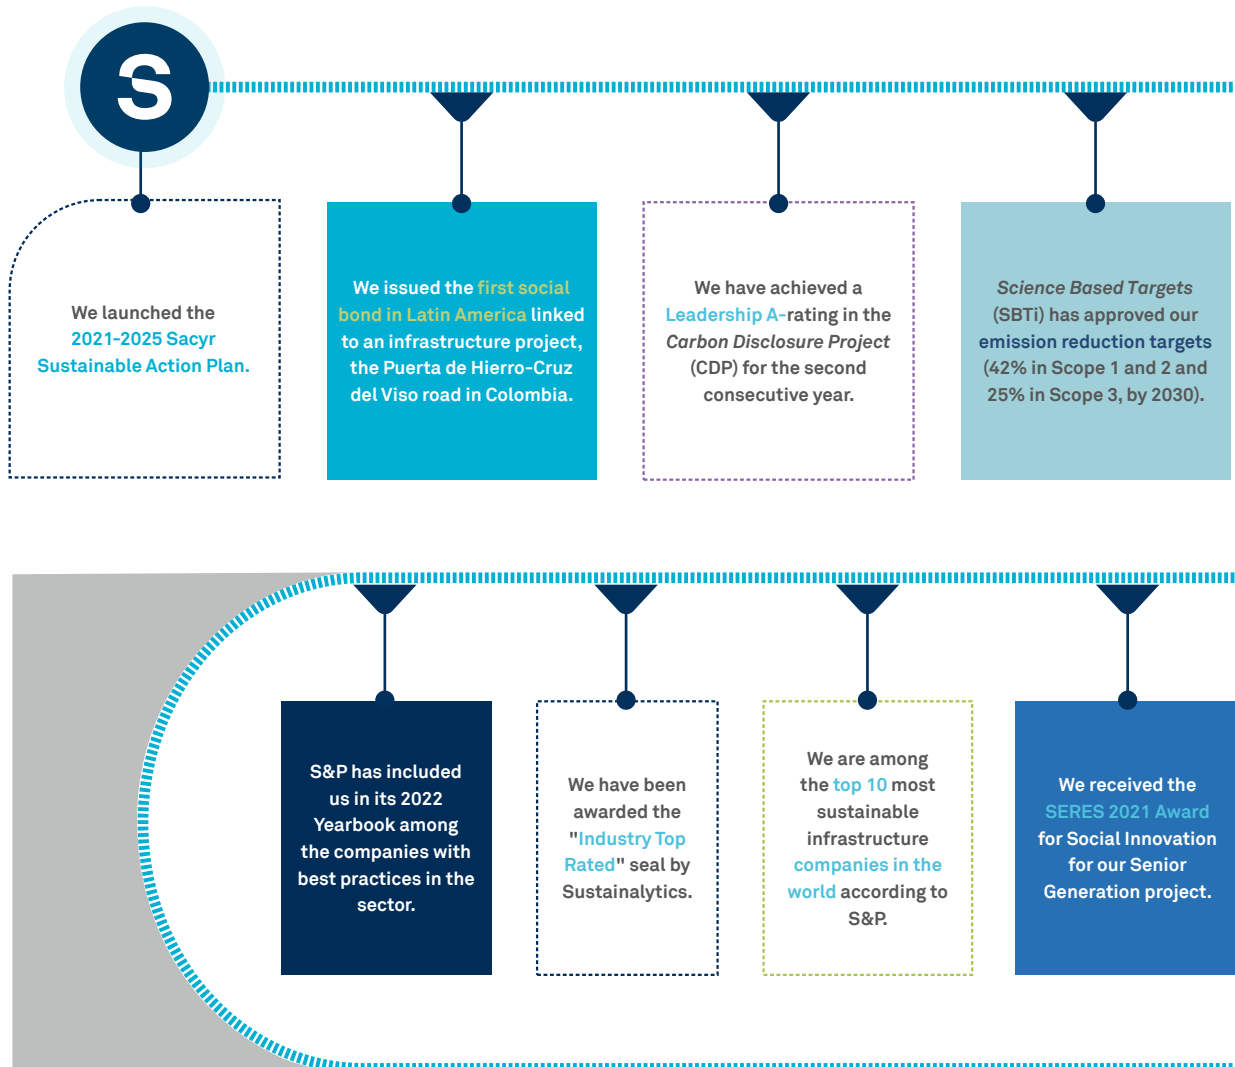 S
We launched the
2021-2025 Sacyr
Sustainable Action Plan.
We issued the first social
bond in Latin America linked
to an infrastructure project,
the Puerta de Hierro-Cruz
del Viso road in Colombia.
We have achieved a
Leadership A-rating in the
Carbon Disclosure Project
(CDP) for the second
consecutive year.
Science Based Targets
(SBTi) has approved our
emission reduction targets
(42% in Scope 1 and 2 and
25% in Scope 3, by 2030).
S&P has included
us in its 2022
Yearbook among
the companies with
best practices in the
sector.
We have been
awarded the
"Industry Top
Rated" seal by
Sustainalytics.
We are among
the top 10 most
sustainable
infrastructure
companies in the
world according to
S&P.
We received the
SERES 2021 Award
for Social Innovation
for our Senior
Generation project.